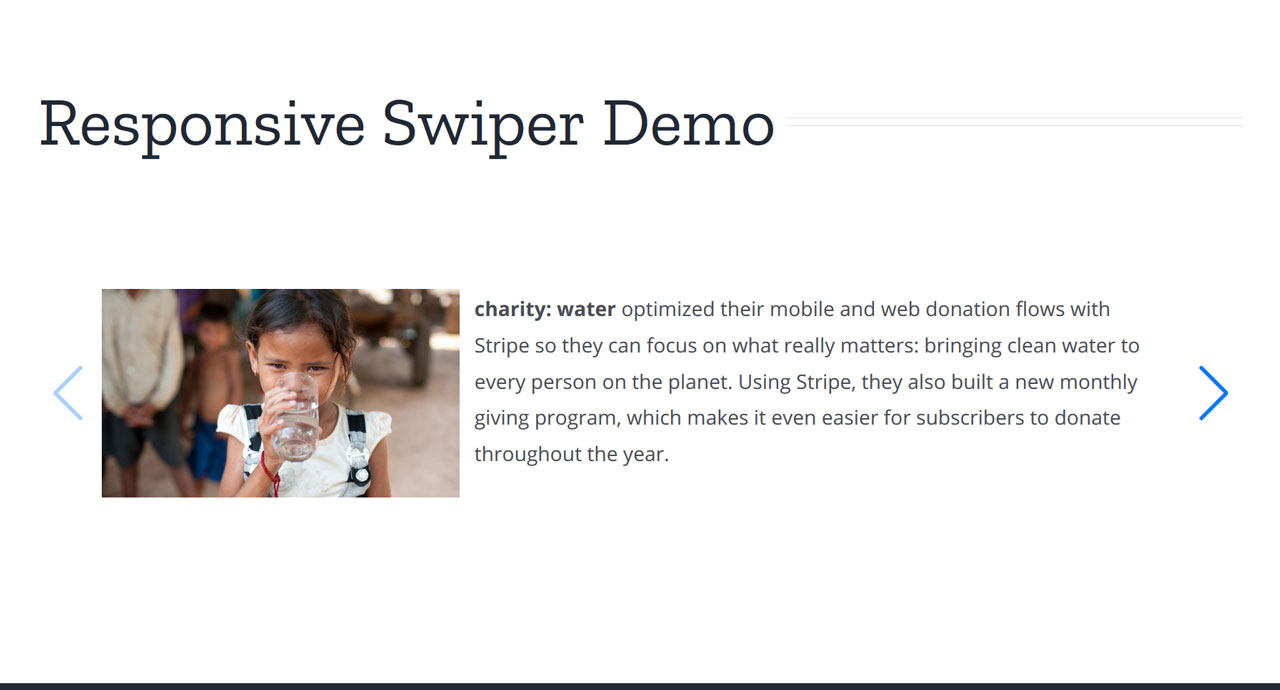 Responsive Swiper Demo
charity: water optimized their mobile and web donation flows with
Stripe so they can focus on what really matters: bringing clean water to
every person on the planet. Using Stripe, they also built a new monthly
giving program, which makes it even easier for subscribers to donate
throughout the year.